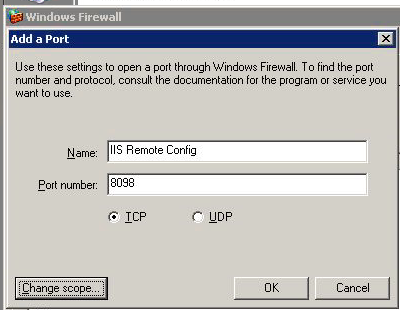 Windows Firewall
Add a Port
Use these settings to open a port through Windows Firewall. To find the port
number and protocol, consult the documentation for the program or service you
want to use.
Name: IIS Remote Config
Port number: 8098
TCP UDP
Change scope... OK Cancel